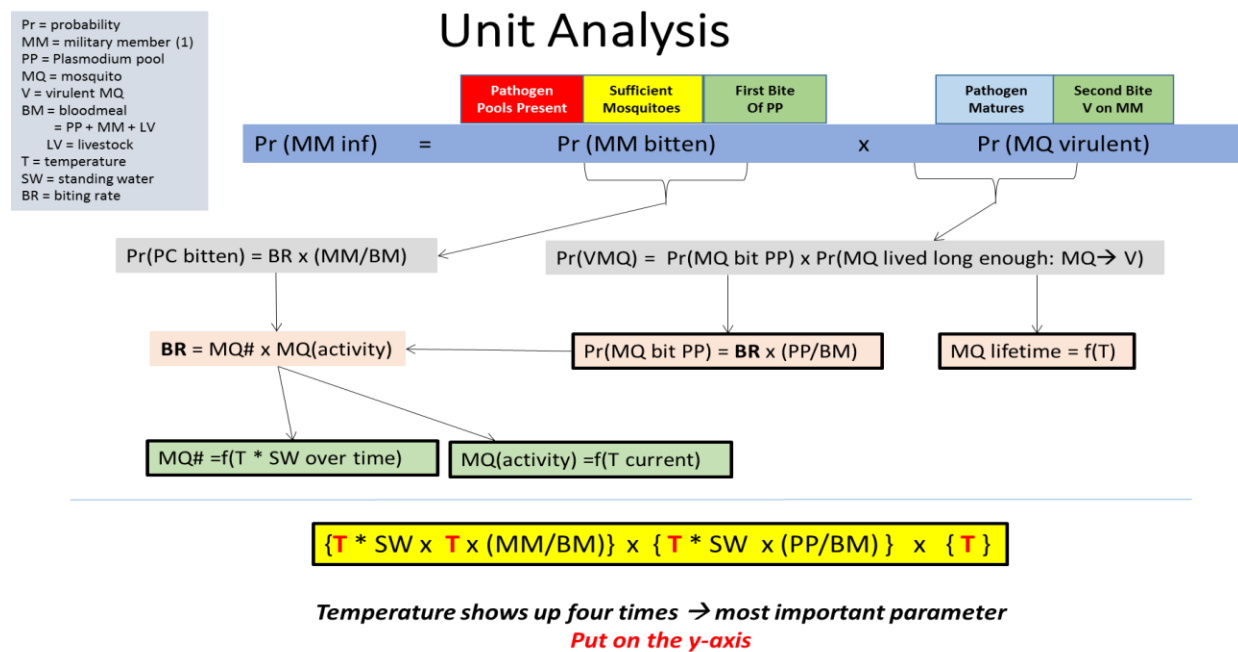 Unit Analysis
Pr = probability
MM = military member (1)
PP = Plasmodium pool
MQ = mosquito
V = virulent MQ
BM = bloodmeal
= PP + MM + LV
LV = livestock
T = temperature
SW = standing water
BR = biting rate
Pathogen
Pools Present
Sufficient
Mosquitoes
First Bite
Of PP
Pathogen
Matures
Second Bite
V on MM
Pr (MM inf) = Pr (MM bitten) x Pr (MQ virulent)
Pr(PC bitten) = BR x (MM/BM)
Pr(VMQ) = Pr(MQ bit PP) x Pr(MQ lived long enough: MQ→ V)
BR = MQ# x MQ(activity)
Pr(MQ bit PP) = BR x (PP/BM)
MQ lifetime = f(T)
MQ# =f(T * SW over time)
MQ(activity) =f(T current)
{T * SW x T x (MM/BM)} x { T * SW x (PP/BM) } x { T }
Temperature shows up four times → most important parameter
Put on the y-axis